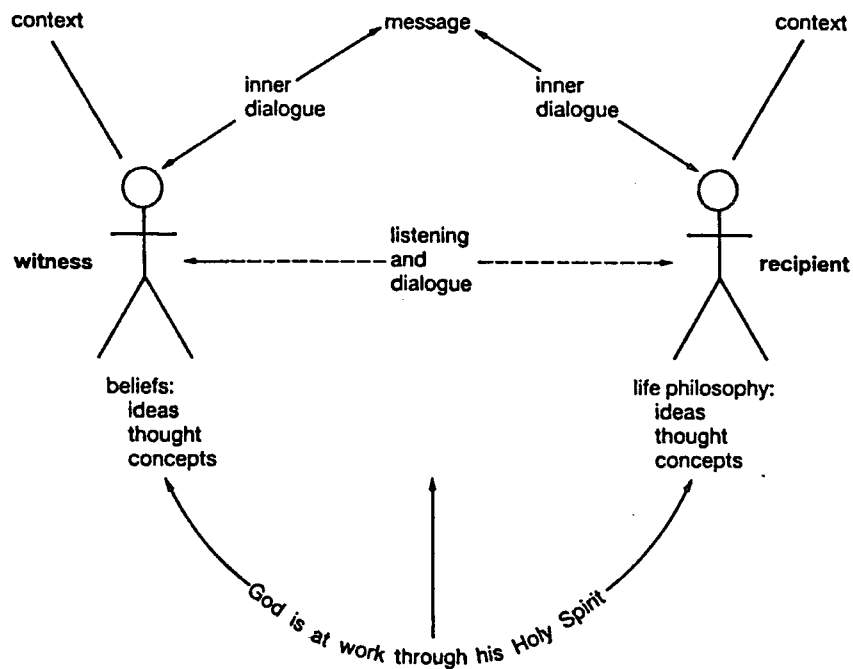 context
message
context
inner
dialogue
inner
dialogue
listening
and
dialogue
witness
recipient
beliefs:
ideas
thought
concepts
life philosophy:
ideas
thought
concepts
God is at work through his Holy Spirit